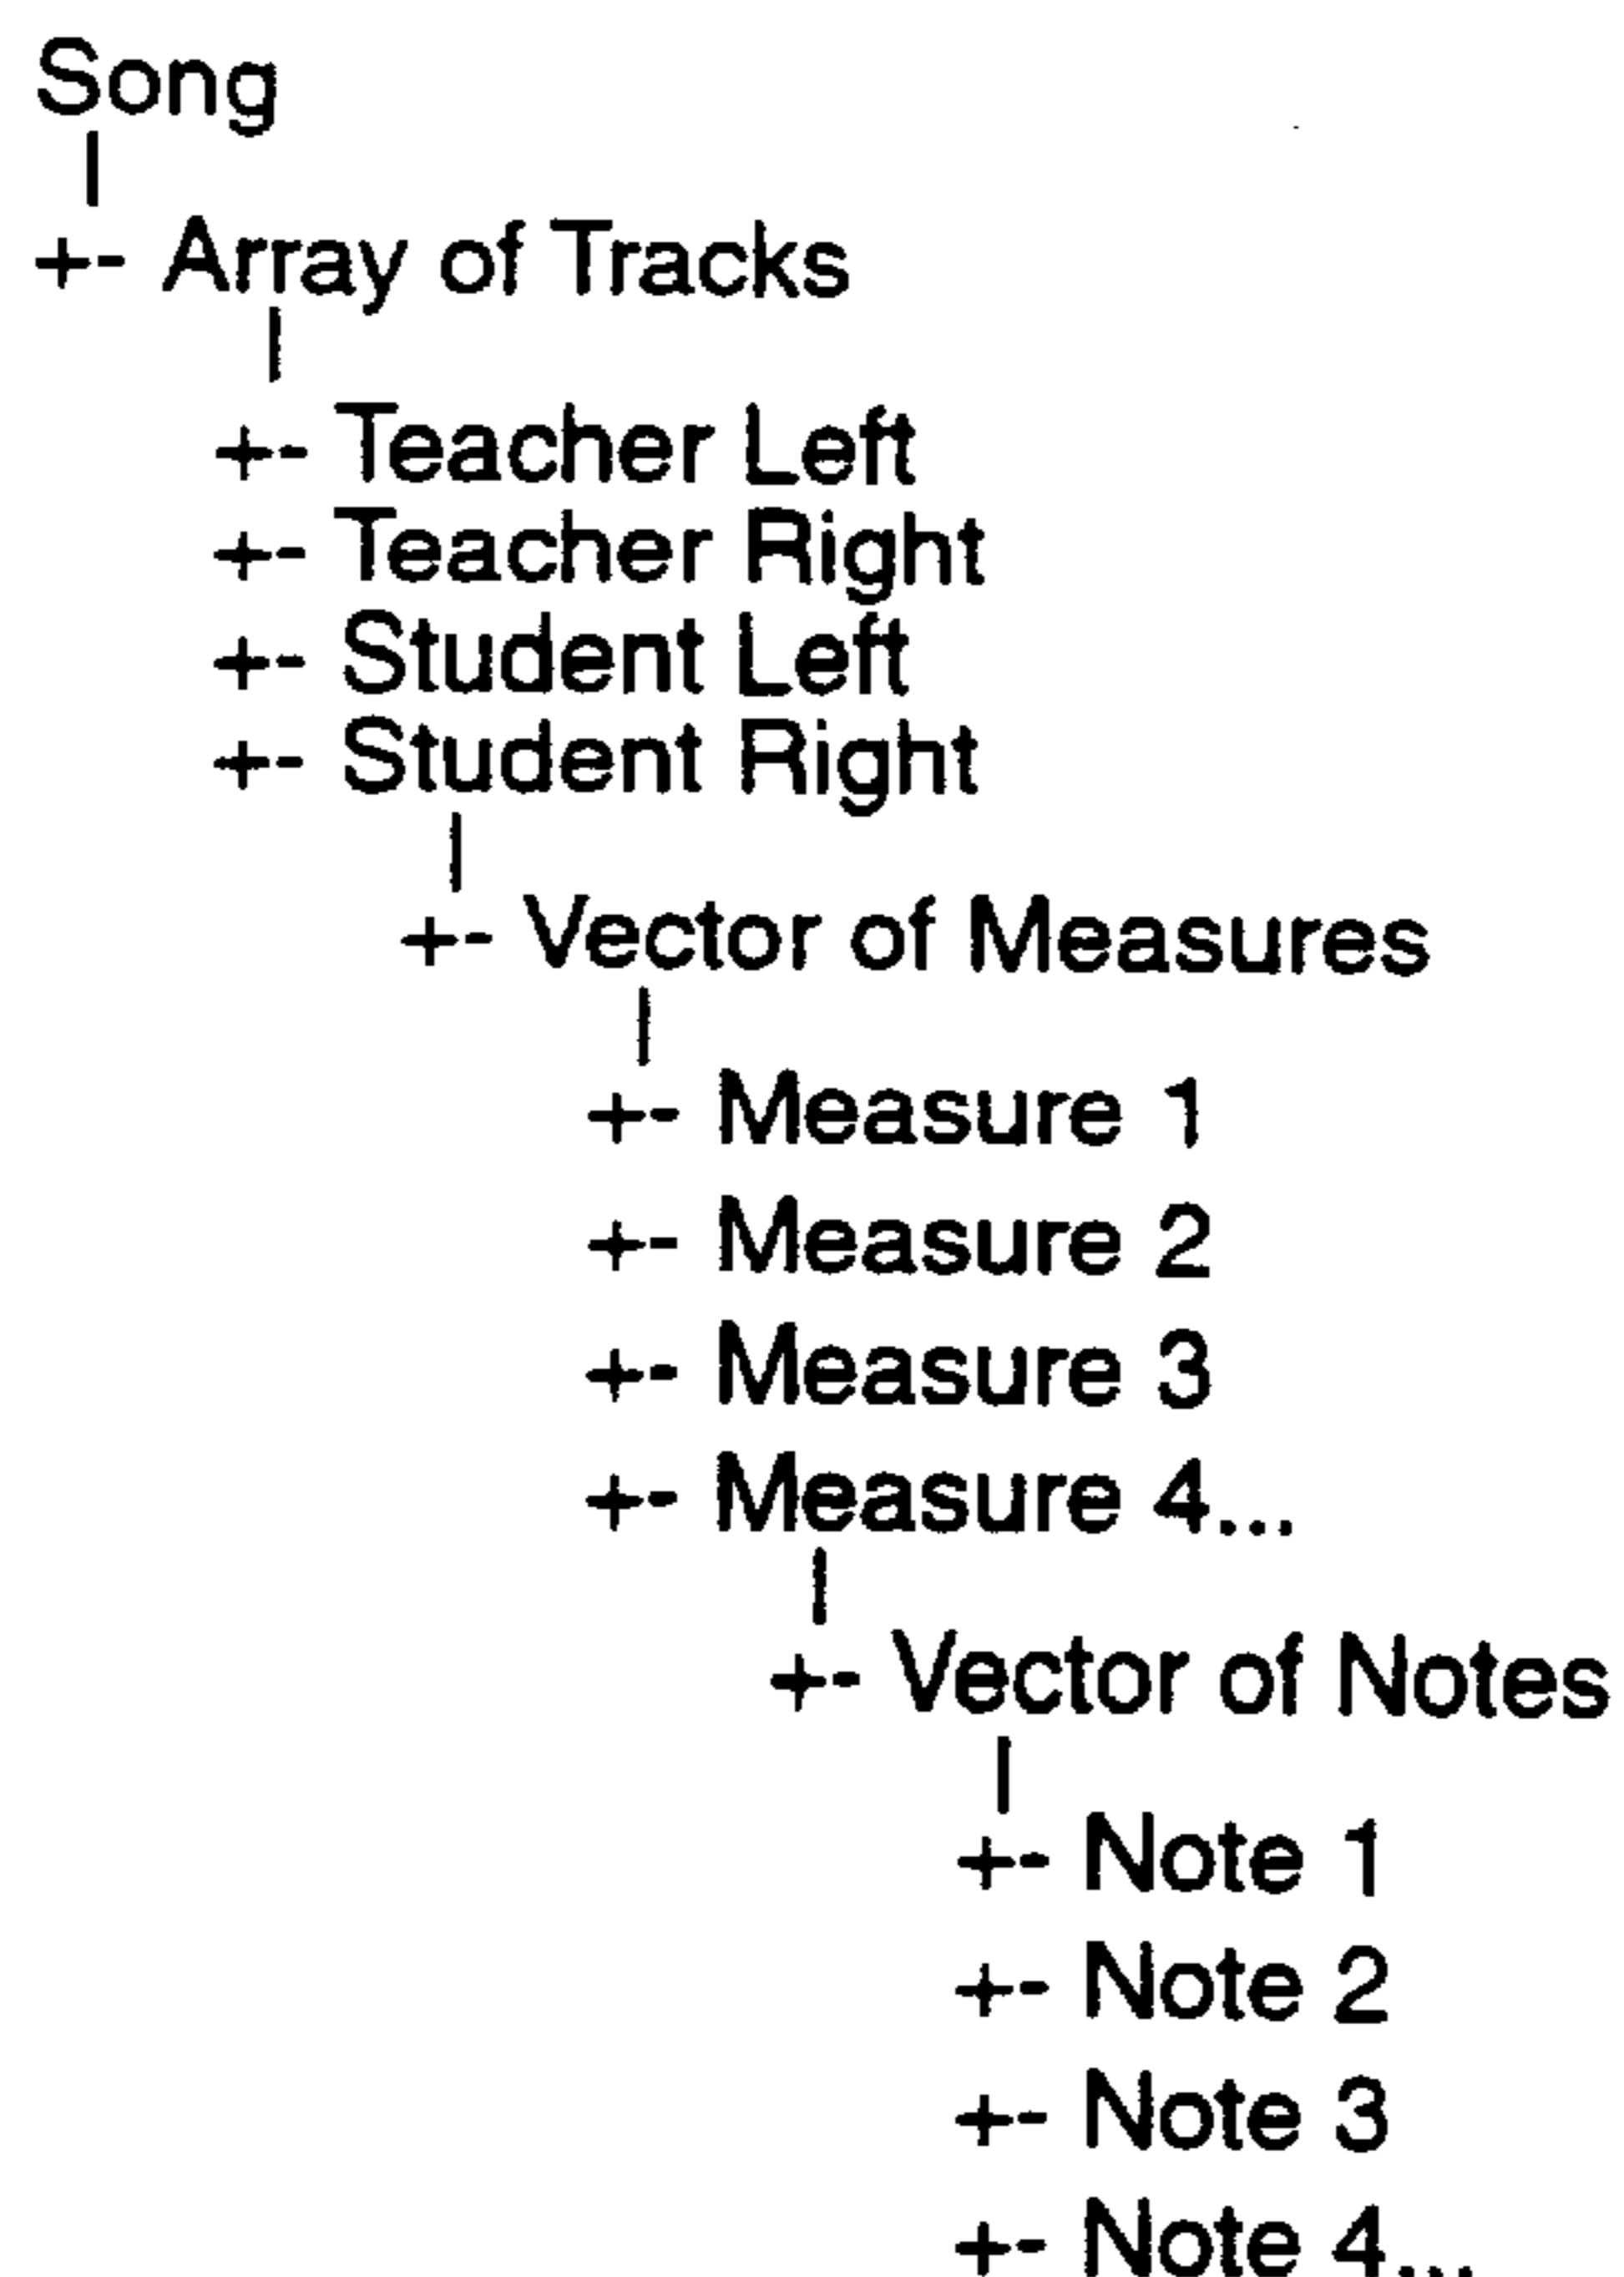 Song
|
+- Array of Tracks
|
+- Teacher Left
+- Teacher Right
+- Student Left
+- Student Right
|
+- Vector of Measures
|
+- Measure 1
+- Measure 2
+- Measure 3
+- Measure 4...
|
+- Vector of Notes
|
+- Note 1
+- Note 2
+- Note 3
+- Note 4...